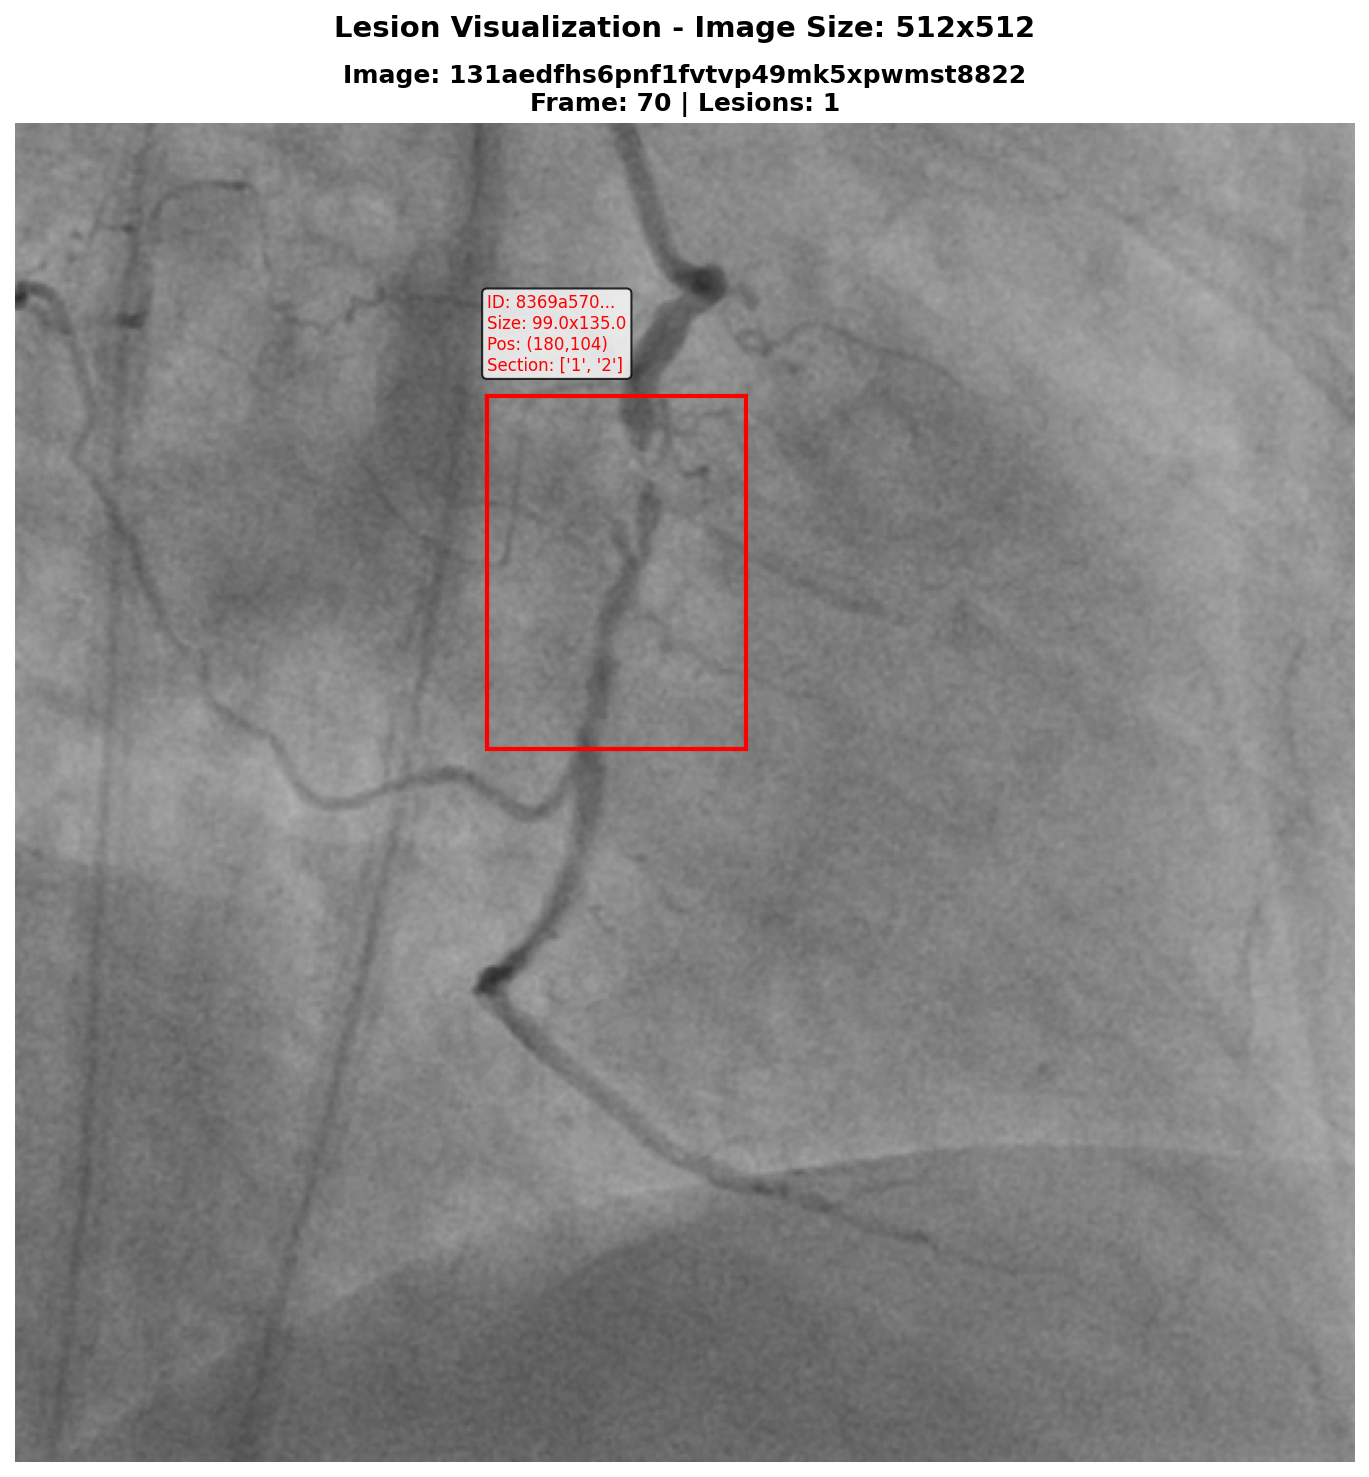 Lesion Visualization - Image Size: 512x512
Image: 131aedfhs6pnf1fvtvp49mk5xpwmst8822
Frame: 70 | Lesions: 1
ID: 8369a570...
Size: 99.0x135.0
Pos: (180,104)
Section: ['1', '2']